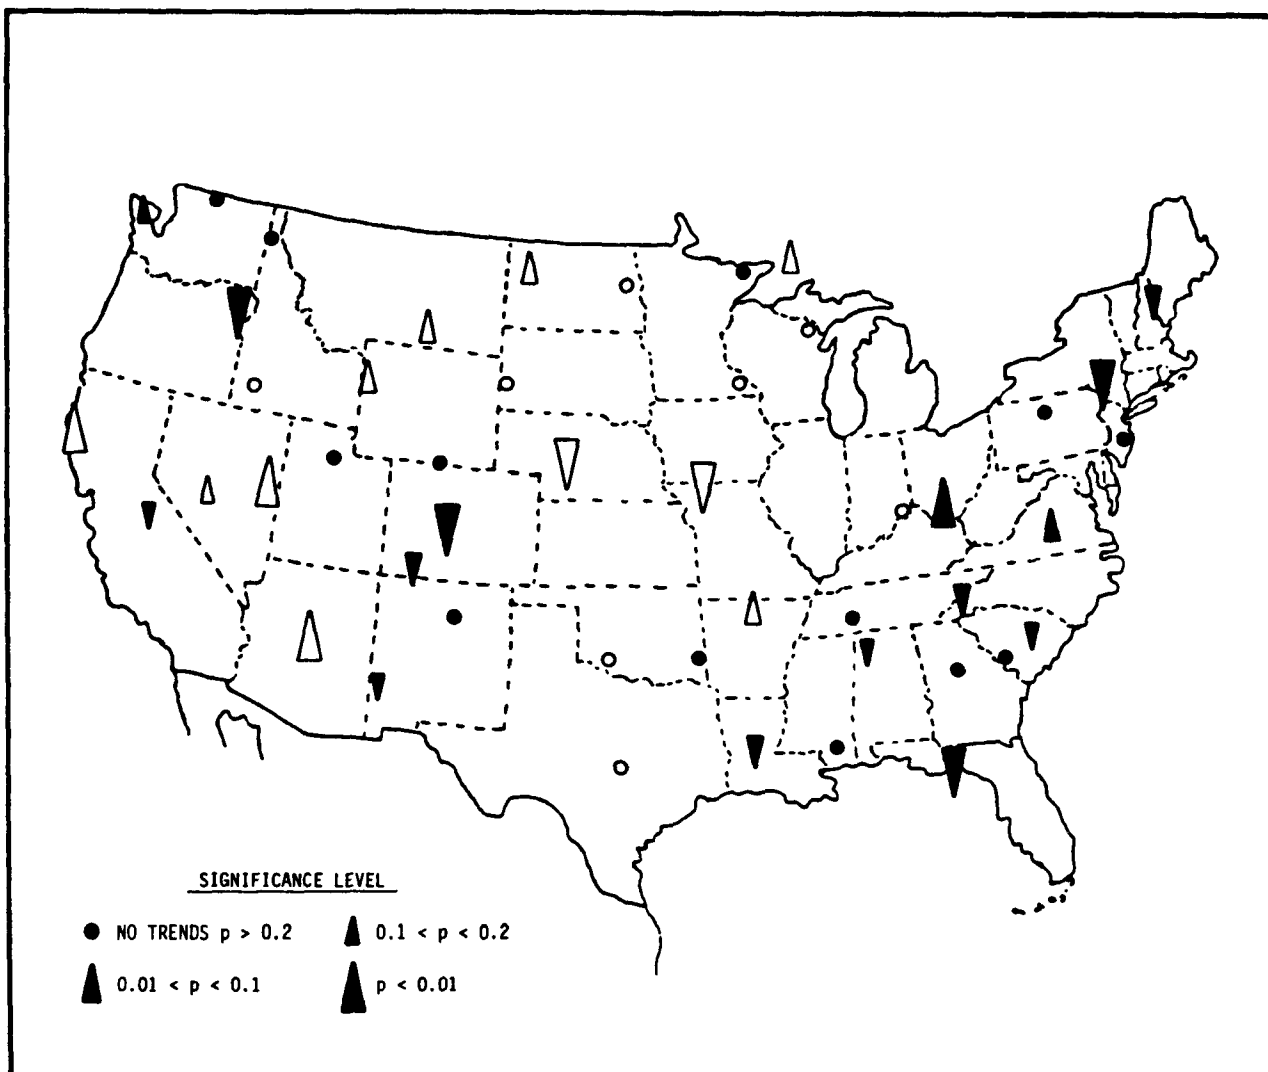 SIGNIFICANCE LEVEL
NO TRENDS p > 0.2
0.1 < p < 0.2
0.01 < p < 0.1
p < 0.01